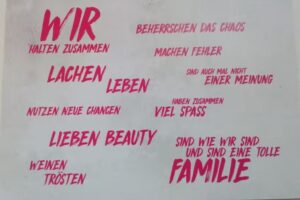 WIR
HALTEN ZUSAMMEN
BEHERRSCHEN DAS CHAOS
MACHEN FEHLER
LACHEN
LEBEN
SIND AUCH MAL NICHT
EINER MEINUNG
NUTZEN NEUE CHANCEN
HABEN ZUSAMMEN
VIEL SPASS
LIEBEN BEAUTY
SIND WIE WIR SIND
UND SIND EINE TOLLE
FAMILIE
WEINEN
TRÖSTEN